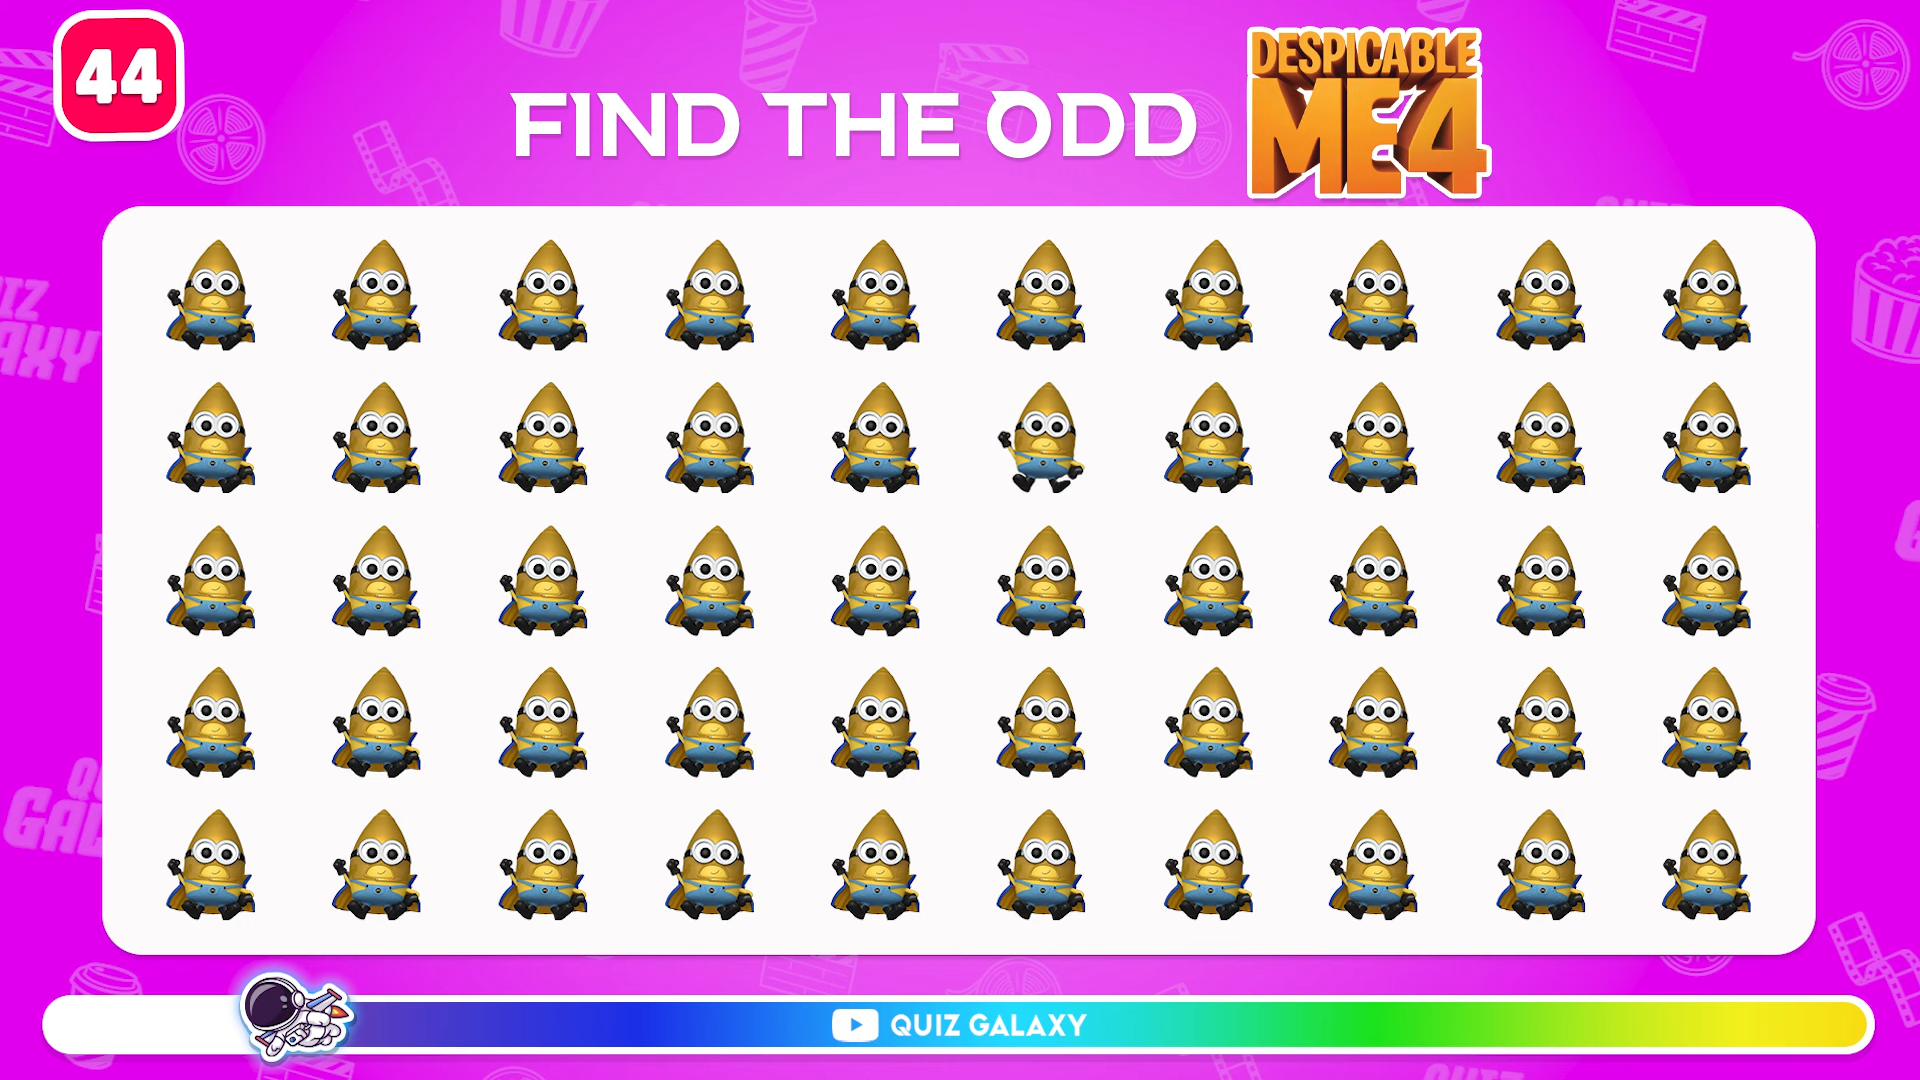 44
FIND THE ODD
DESPICABLE
ME4
QUIZ GALAXY